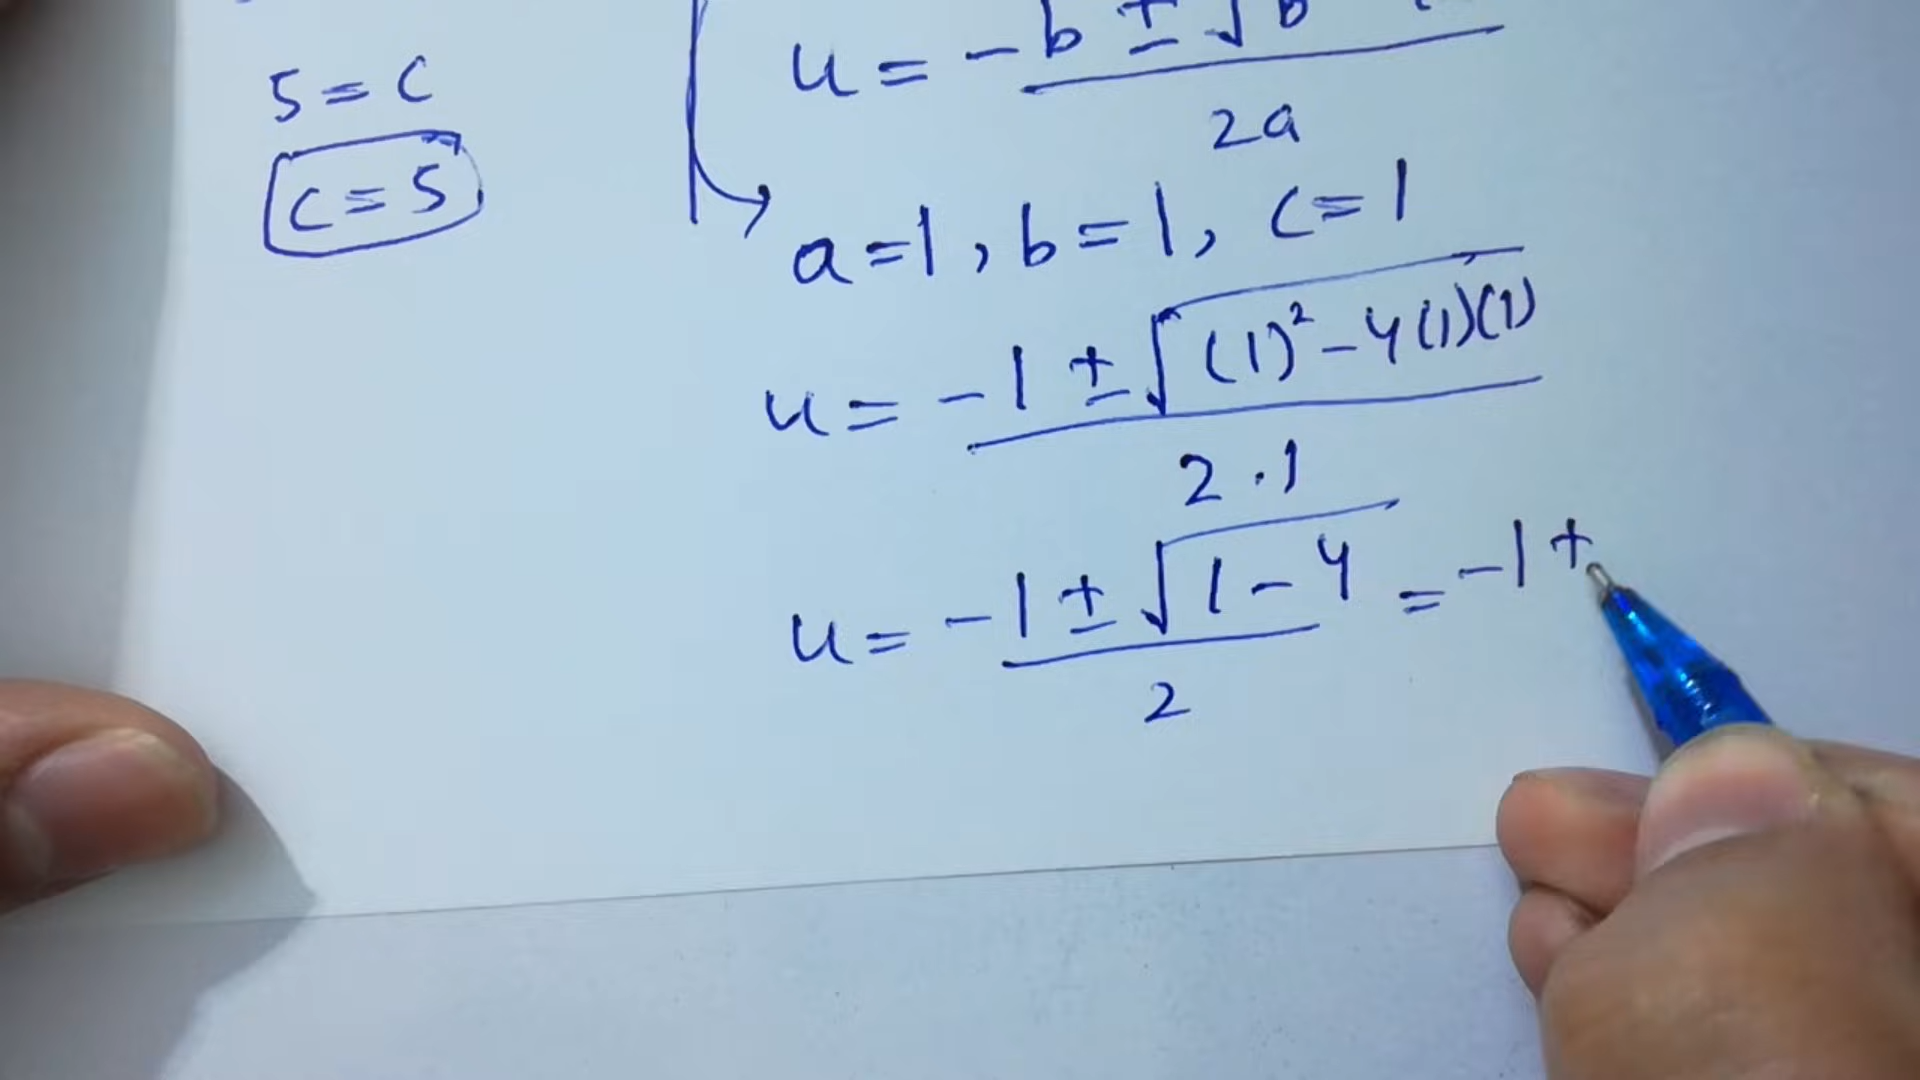 5 = c
c = 5
u = -b ± √b
2a
a = 1, b = 1, c = 1
u = -1 ± √(1)² - 4(1)(1)
2 · 1
u = -1 ± √1 - 4 = -1 +
2